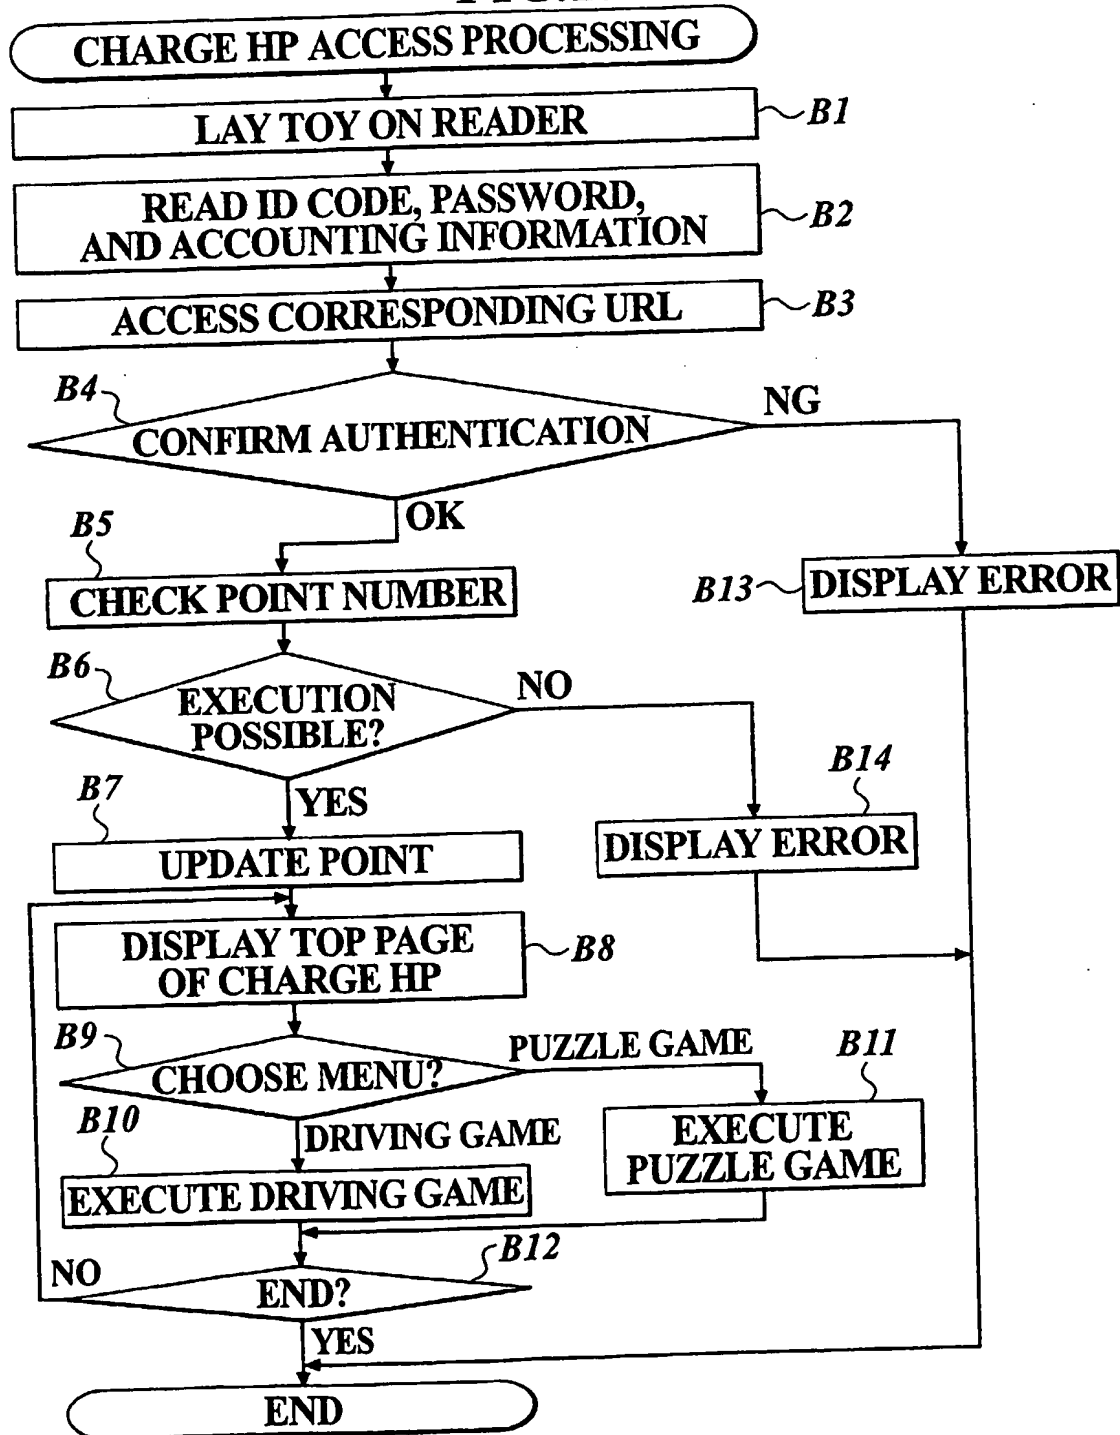 CHARGE HP ACCESS PROCESSING
LAY TOY ON READER
B1
READ ID CODE, PASSWORD,
AND ACCOUNTING INFORMATION
B2
ACCESS CORRESPONDING URL
B3
B4
CONFIRM AUTHENTICATION
NG
OK
B5
CHECK POINT NUMBER
B13
DISPLAY ERROR
B6
EXECUTION
POSSIBLE?
NO
YES
B7
UPDATE POINT
B14
DISPLAY ERROR
DISPLAY TOP PAGE
OF CHARGE HP
B8
B9
CHOOSE MENU?
PUZZLE GAME
B11
B10
DRIVING GAME
EXECUTE
PUZZLE GAME
EXECUTE DRIVING GAME
B12
NO
END?
YES
END